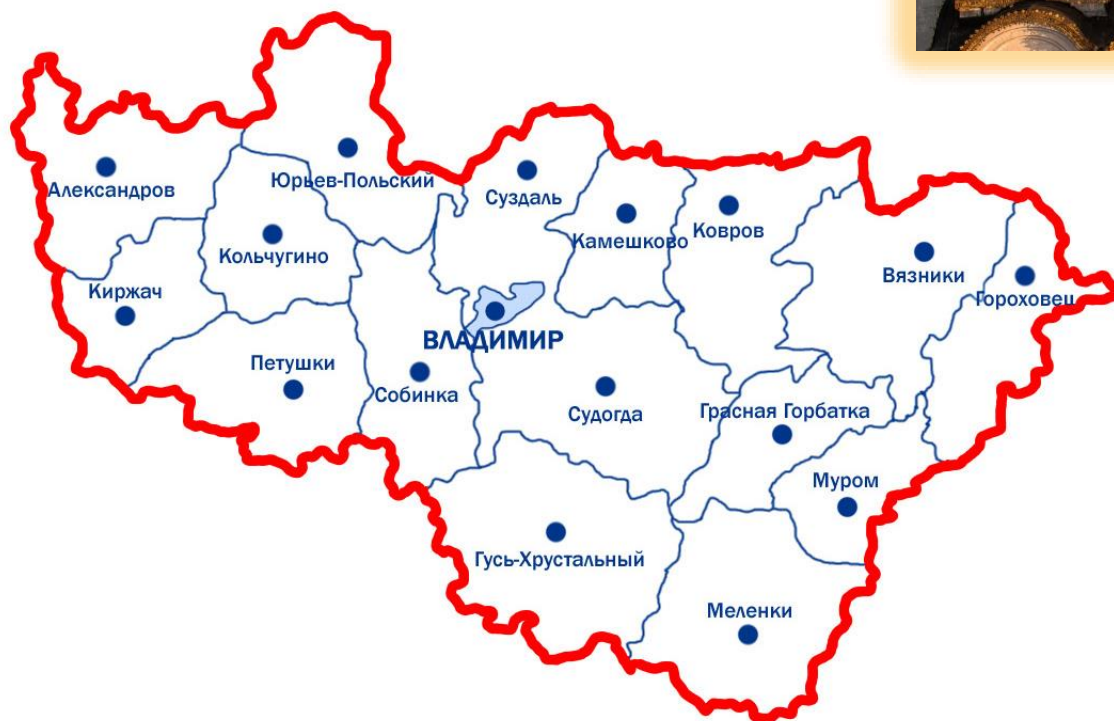 Александров
Юрьев-Польский
Суздаль
Кольчугино
Камешково
Ковров
Вязники
Гороховец
Киржач
ВЛАДИМИР
Петушки
Собинка
Судогда
Грасная Горбатка
Муром
Гусь-Хрустальный
Меленки